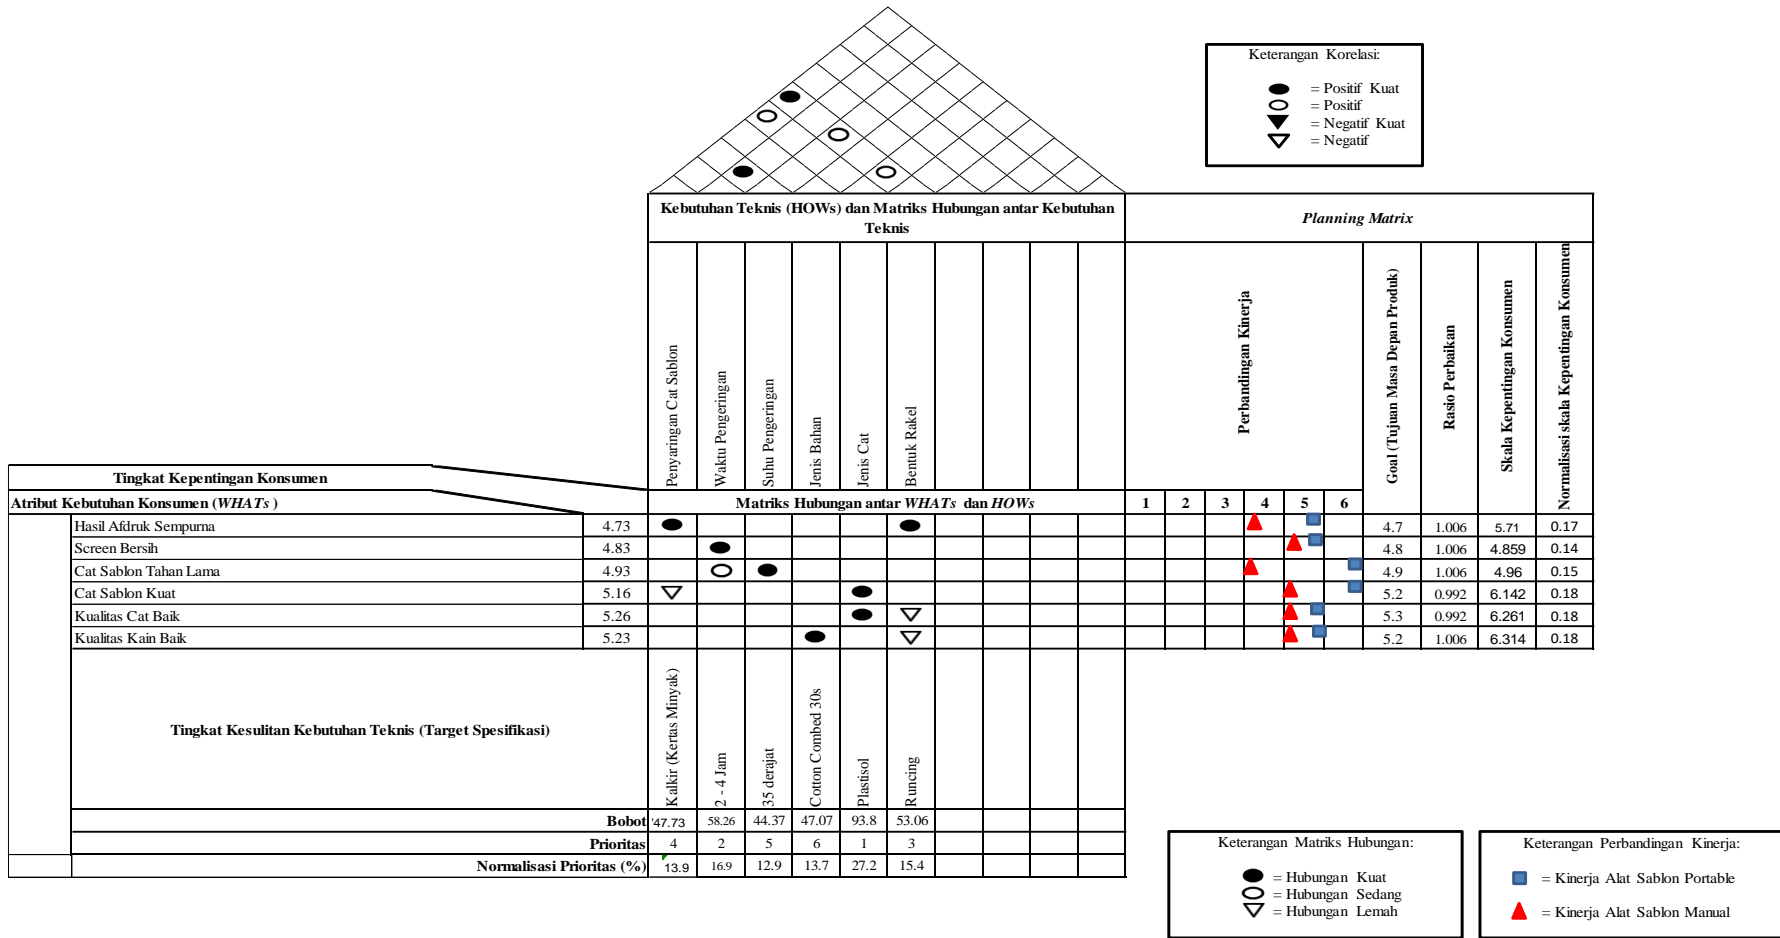 Keterangan Korelasi:
= Positif Kuat
= Positif
= Negatif Kuat
= Negatif
Kebutuhan Teknis (HOWs) dan Matriks Hubungan antar Kebutuhan
Teknis
Planning Matrix
Penyaringan Cat Sablon
Waktu Pengeringan
Suhu Pengeringan
Jenis Bahan
Jenis Cat
Bentuk Rakel
Perbandingan Kinerja
Goal (Tujuan Masa Depan Produk)
Rasio Perbaikan
Skala Kepentingan Konsumen
Normalisasi skala Kepentingan Konsumen
Tingkat Kepentingan Konsumen
Atribut Kebutuhan Konsumen (WHATs) Matriks Hubungan antar WHATs dan HOWs 1 2 3 4 5 6
Hasil Afdruk Sempurna 4.73 4.7 1.006 5.71 0.17
Screen Bersih 4.83 4.8 1.006 4.859 0.14
Cat Sablon Tahan Lama 4.93 4.9 1.006 4.96 0.15
Cat Sablon Kuat 5.16 5.2 0.992 6.142 0.18
Kualitas Cat Baik 5.26 5.3 0.992 6.261 0.18
Kualitas Kain Baik 5.23 5.2 1.006 6.314 0.18
Tingkat Kesulitan Kebutuhan Teknis (Target Spesifikasi)
Kalkir (Kertas Minyak)
2 - 4 Jam
35 derajat
Cotton Combed 30s
Plastisol
Runcing
Bobot '47.73 58.26 44.37 47.07 93.8 53.06
Prioritas 4 2 5 6 1 3
Normalisasi Prioritas (%) 13.9 16.9 12.9 13.7 27.2 15.4
Keterangan Matriks Hubungan:
= Hubungan Kuat
= Hubungan Sedang
= Hubungan Lemah
Keterangan Perbandingan Kinerja:
= Kinerja Alat Sablon Portable
= Kinerja Alat Sablon Manual